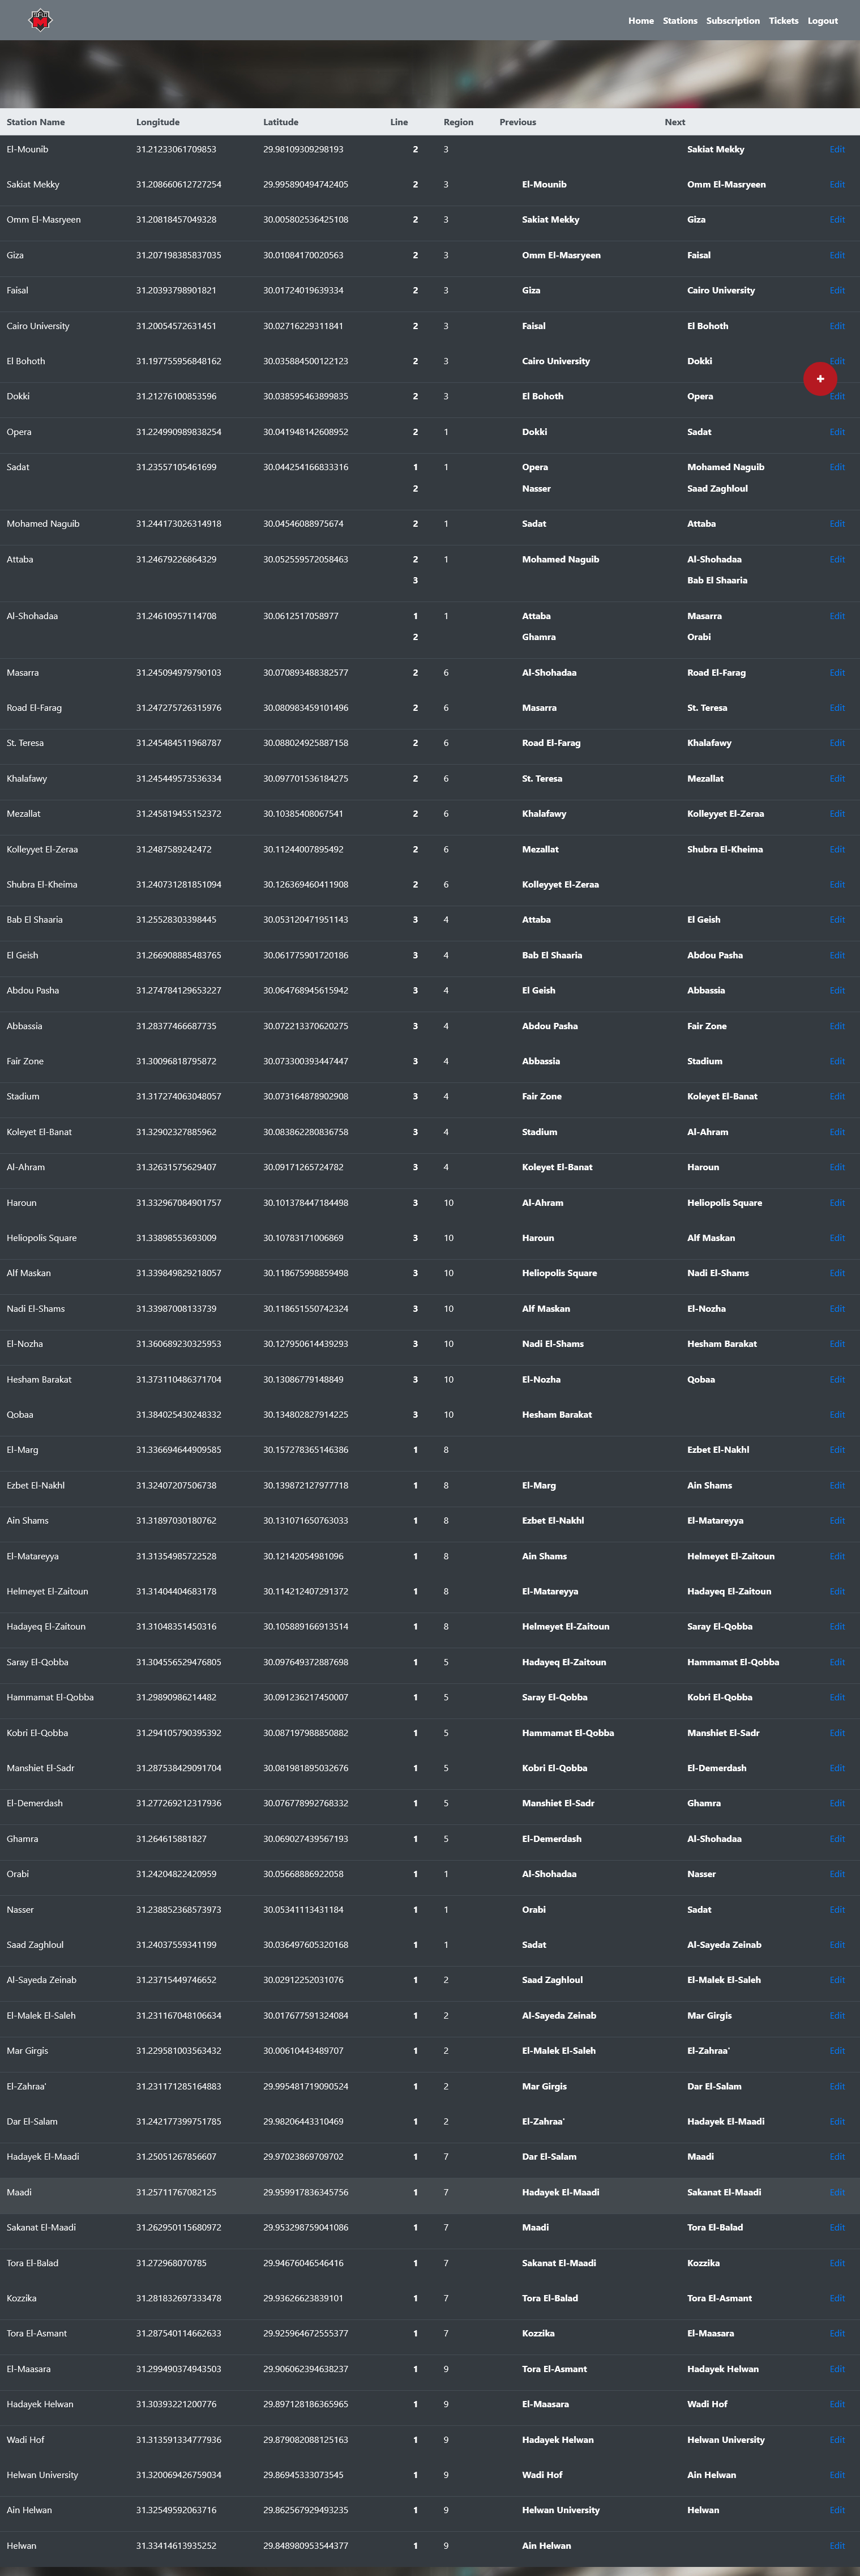 M
Home Stations Subscription Tickets Logout
Station Name Longitude Latitude Line Region Previous Next
El-Mounib 31.21233061709853 29.98109309298193 2 3 Sakiat Mekky Edit
Sakiat Mekky 31.208660612727254 29.995890494742405 2 3 El-Mounib Omm El-Masryeen Edit
Omm El-Masryeen 31.20818457049328 30.005802536425108 2 3 Sakiat Mekky Giza Edit
Giza 31.207198385837035 30.01084170020563 2 3 Omm El-Masryeen Faisal Edit
Faisal 31.20393798901821 30.01724019639334 2 3 Giza Cairo University Edit
Cairo University 31.20054572631451 30.02716229311841 2 3 Faisal El Bohoth Edit
El Bohoth 31.197755956848162 30.035884500122123 2 3 Cairo University Dokki Edit
+
Dokki 31.21276100853596 30.038595463899835 2 3 El Bohoth Opera Edit
Opera 31.224990989838254 30.041948142608952 2 1 Dokki Sadat Edit
Sadat 31.23557105461699 30.044254166833316 1 1 Opera Mohamed Naguib Edit
2 Nasser Saad Zaghloul
Mohamed Naguib 31.244173026314918 30.04546088975674 2 1 Sadat Attaba Edit
Attaba 31.24679226864329 30.052559572058463 2 1 Mohamed Naguib Al-Shohadaa Edit
3 Bab El Shaaria
Al-Shohadaa 31.24610957114708 30.0612517058977 1 1 Attaba Masarra Edit
2 Ghamra Orabi
Masarra 31.245094979790103 30.070893488382577 2 6 Al-Shohadaa Road El-Farag Edit
Road El-Farag 31.247275726315976 30.080983459101496 2 6 Masarra St. Teresa Edit
St. Teresa 31.245484511968787 30.088024925887158 2 6 Road El-Farag Khalafawy Edit
Khalafawy 31.245449573536334 30.097701536184275 2 6 St. Teresa Mezallat Edit
Mezallat 31.245819455152372 30.10385408067541 2 6 Khalafawy Kolleyyet El-Zeraa Edit
Kolleyyet El-Zeraa 31.2487589242472 30.11244007895492 2 6 Mezallat Shubra El-Kheima Edit
Shubra El-Kheima 31.240731281851094 30.126369460411908 2 6 Kolleyyet El-Zeraa Edit
Bab El Shaaria 31.25528303398445 30.053120471951143 3 4 Attaba El Geish Edit
El Geish 31.266908885483765 30.061775901720186 3 4 Bab El Shaaria Abdou Pasha Edit
Abdou Pasha 31.274784129653227 30.064768945615942 3 4 El Geish Abbassia Edit
Abbassia 31.28377466687735 30.072213370620275 3 4 Abdou Pasha Fair Zone Edit
Fair Zone 31.30096818795872 30.073300393447447 3 4 Abbassia Stadium Edit
Stadium 31.317274063048057 30.073164878902908 3 4 Fair Zone Koleyet El-Banat Edit
Koleyet El-Banat 31.32902327885962 30.083862280836758 3 4 Stadium Al-Ahram Edit
Al-Ahram 31.32631575629407 30.09171265724782 3 4 Koleyet El-Banat Haroun Edit
Haroun 31.332967084901757 30.101378447184498 3 10 Al-Ahram Heliopolis Square Edit
Heliopolis Square 31.33898553693009 30.10783171006869 3 10 Haroun Alf Maskan Edit
Alf Maskan 31.339849829218057 30.118675998859498 3 10 Heliopolis Square Nadi El-Shams Edit
Nadi El-Shams 31.33987008133739 30.118651550742324 3 10 Alf Maskan El-Nozha Edit
El-Nozha 31.360689230325953 30.127950614439293 3 10 Nadi El-Shams Hesham Barakat Edit
Hesham Barakat 31.373110486371704 30.13086779148849 3 10 El-Nozha Qobaa Edit
Qobaa 31.384025430248332 30.134802827914225 3 10 Hesham Barakat Edit
El-Marg 31.336694644909585 30.157278365146386 1 8 Ezbet El-Nakhl Edit
Ezbet El-Nakhl 31.32407207506738 30.139872127977718 1 8 El-Marg Ain Shams Edit
Ain Shams 31.31897030180762 30.131071650763033 1 8 Ezbet El-Nakhl El-Matareyya Edit
El-Matareyya 31.31354985722528 30.12142054981096 1 8 Ain Shams Helmeyet El-Zaitoun Edit
Helmeyet El-Zaitoun 31.31404404683178 30.114212407291372 1 8 El-Matareyya Hadayeq El-Zaitoun Edit
Hadayeq El-Zaitoun 31.31048351450316 30.105889166913514 1 8 Helmeyet El-Zaitoun Saray El-Qobba Edit
Saray El-Qobba 31.304556529476805 30.097649372887698 1 5 Hadayeq El-Zaitoun Hammamat El-Qobba Edit
Hammamat El-Qobba 31.29890986214482 30.091236217450007 1 5 Saray El-Qobba Kobri El-Qobba Edit
Kobri El-Qobba 31.294105790395392 30.087197988850882 1 5 Hammamat El-Qobba Manshiet El-Sadr Edit
Manshiet El-Sadr 31.287538429091704 30.081981895032676 1 5 Kobri El-Qobba El-Demerdash Edit
El-Demerdash 31.277269212317936 30.076778992768332 1 5 Manshiet El-Sadr Ghamra Edit
Ghamra 31.264615881827 30.069027439567193 1 5 El-Demerdash Al-Shohadaa Edit
Orabi 31.24204822420959 30.05668886922058 1 1 Al-Shohadaa Nasser Edit
Nasser 31.238852368573973 30.05341113431184 1 1 Orabi Sadat Edit
Saad Zaghloul 31.24037559341199 30.036497605320168 1 1 Sadat Al-Sayeda Zeinab Edit
Al-Sayeda Zeinab 31.23715449746652 30.02912252031076 1 2 Saad Zaghloul El-Malek El-Saleh Edit
El-Malek El-Saleh 31.231167048106634 30.017677591324084 1 2 Al-Sayeda Zeinab Mar Girgis Edit
Mar Girgis 31.229581003563432 30.00610443489707 1 2 El-Malek El-Saleh El-Zahraa' Edit
El-Zahraa' 31.231171285164883 29.995481719090524 1 2 Mar Girgis Dar El-Salam Edit
Dar El-Salam 31.242177399751785 29.98206443310469 1 2 El-Zahraa' Hadayek El-Maadi Edit
Hadayek El-Maadi 31.25051267856607 29.97023869709702 1 7 Dar El-Salam Maadi Edit
Maadi 31.25711767082125 29.959917836345756 1 7 Hadayek El-Maadi Sakanat El-Maadi Edit
Sakanat El-Maadi 31.262950115680972 29.953298759041086 1 7 Maadi Tora El-Balad Edit
Tora El-Balad 31.272968070785 29.94676046546416 1 7 Sakanat El-Maadi Kozzika Edit
Kozzika 31.281832697333478 29.93626623839101 1 7 Tora El-Balad Tora El-Asmant Edit
Tora El-Asmant 31.287540114662633 29.925964672555377 1 7 Kozzika El-Maasara Edit
El-Maasara 31.299490374943503 29.906062394638237 1 9 Tora El-Asmant Hadayek Helwan Edit
Hadayek Helwan 31.30393221200776 29.897128186365965 1 9 El-Maasara Wadi Hof Edit
Wadi Hof 31.313591334777936 29.879082088125163 1 9 Hadayek Helwan Helwan University Edit
Helwan University 31.320069426759034 29.86945333073545 1 9 Wadi Hof Ain Helwan Edit
Ain Helwan 31.32549592063716 29.862567929493235 1 9 Helwan University Helwan Edit
Helwan 31.33414613935252 29.848980953544377 1 9 Ain Helwan Edit